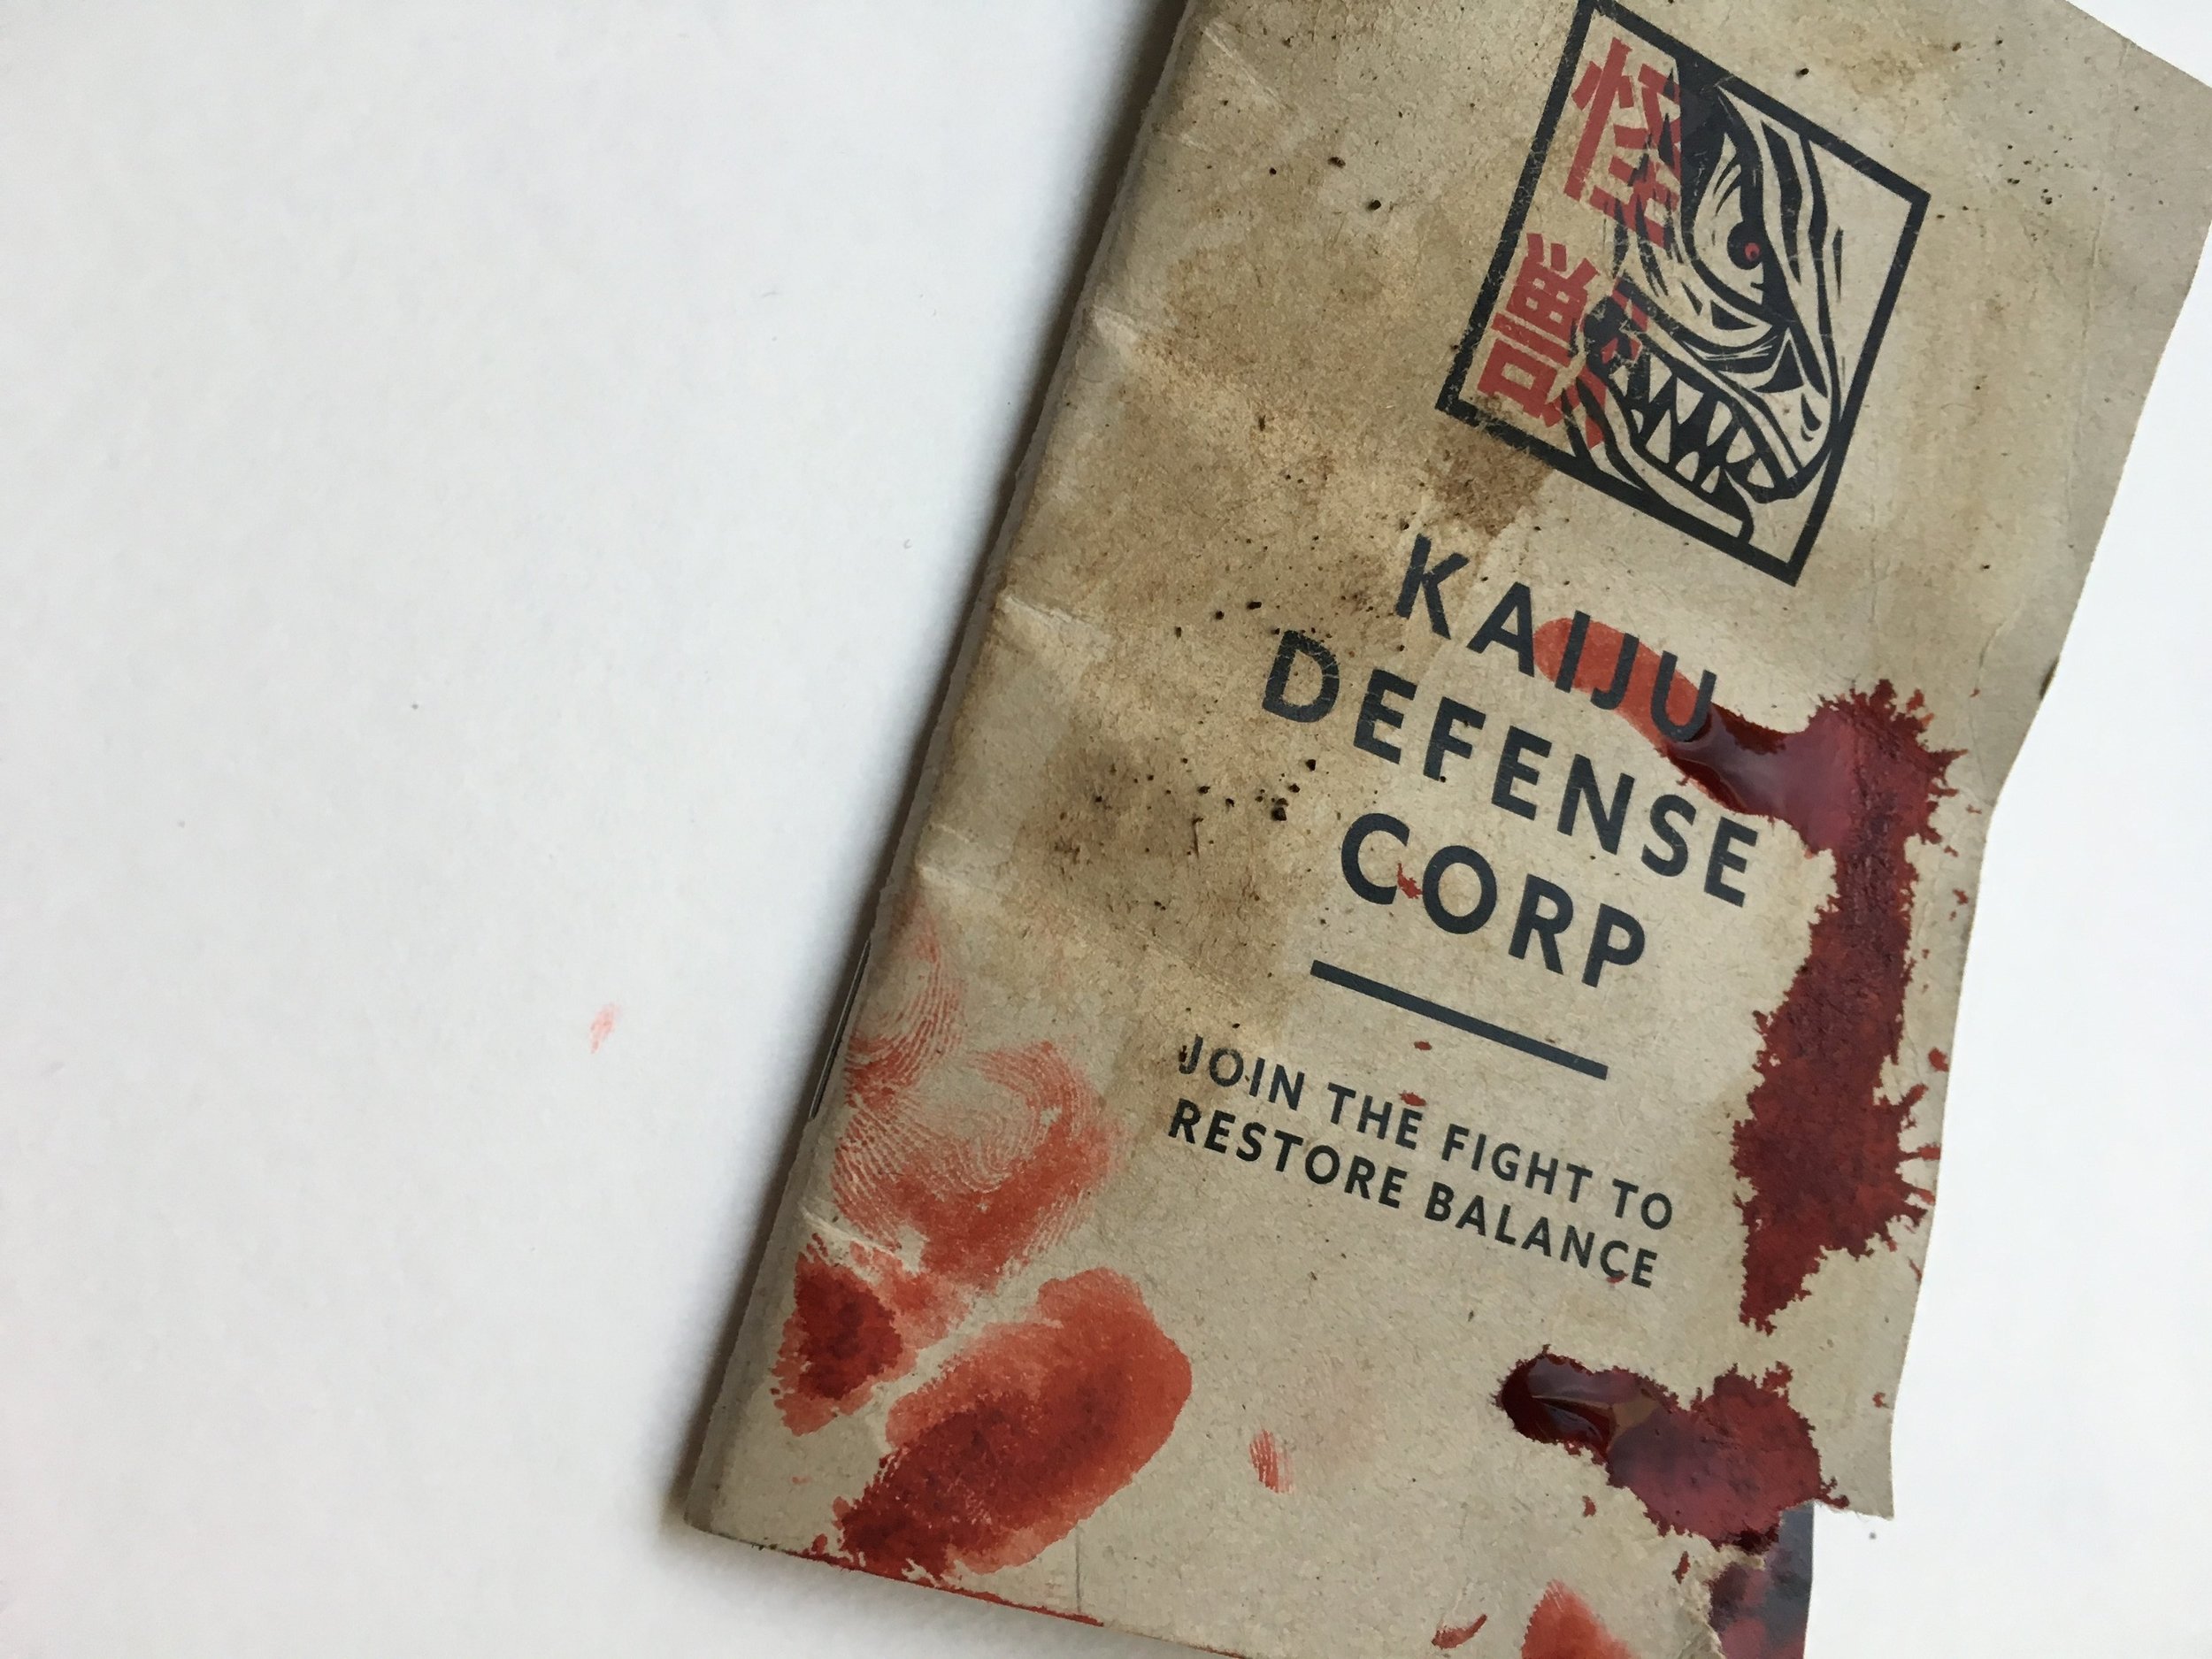 怪
獣
KAIJU
DEFENSE
CORP
JOIN THE FIGHT TO
RESTORE BALANCE